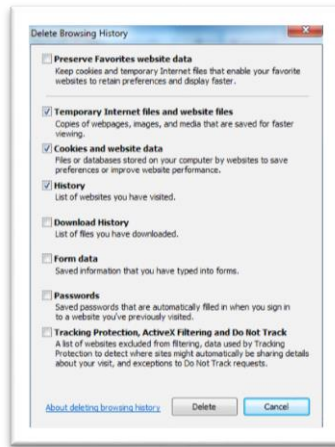 Delete Browsing History
Preserve Favorites website data
Keep cookies and temporary Internet files that enable your favorite
websites to retain preferences and display faster.
Temporary Internet files and website files
Copies of webpages, images, and media that are saved for faster
viewing.
Cookies and website data
Files or databases stored on your computer by websites to save
preferences or improve website performance.
History
List of websites you have visited.
Download History
List of files you have downloaded.
Form data
Saved information that you have typed into forms.
Passwords
Saved passwords that are automatically filled in when you sign in
to a website you've previously visited.
Tracking Protection, ActiveX Filtering and Do Not Track
A list of websites excluded from filtering, data used by Tracking
Protection to detect where sites might automatically be sharing details
about your visit, and exceptions to Do Not Track requests.
About deleting browsing history Delete Cancel